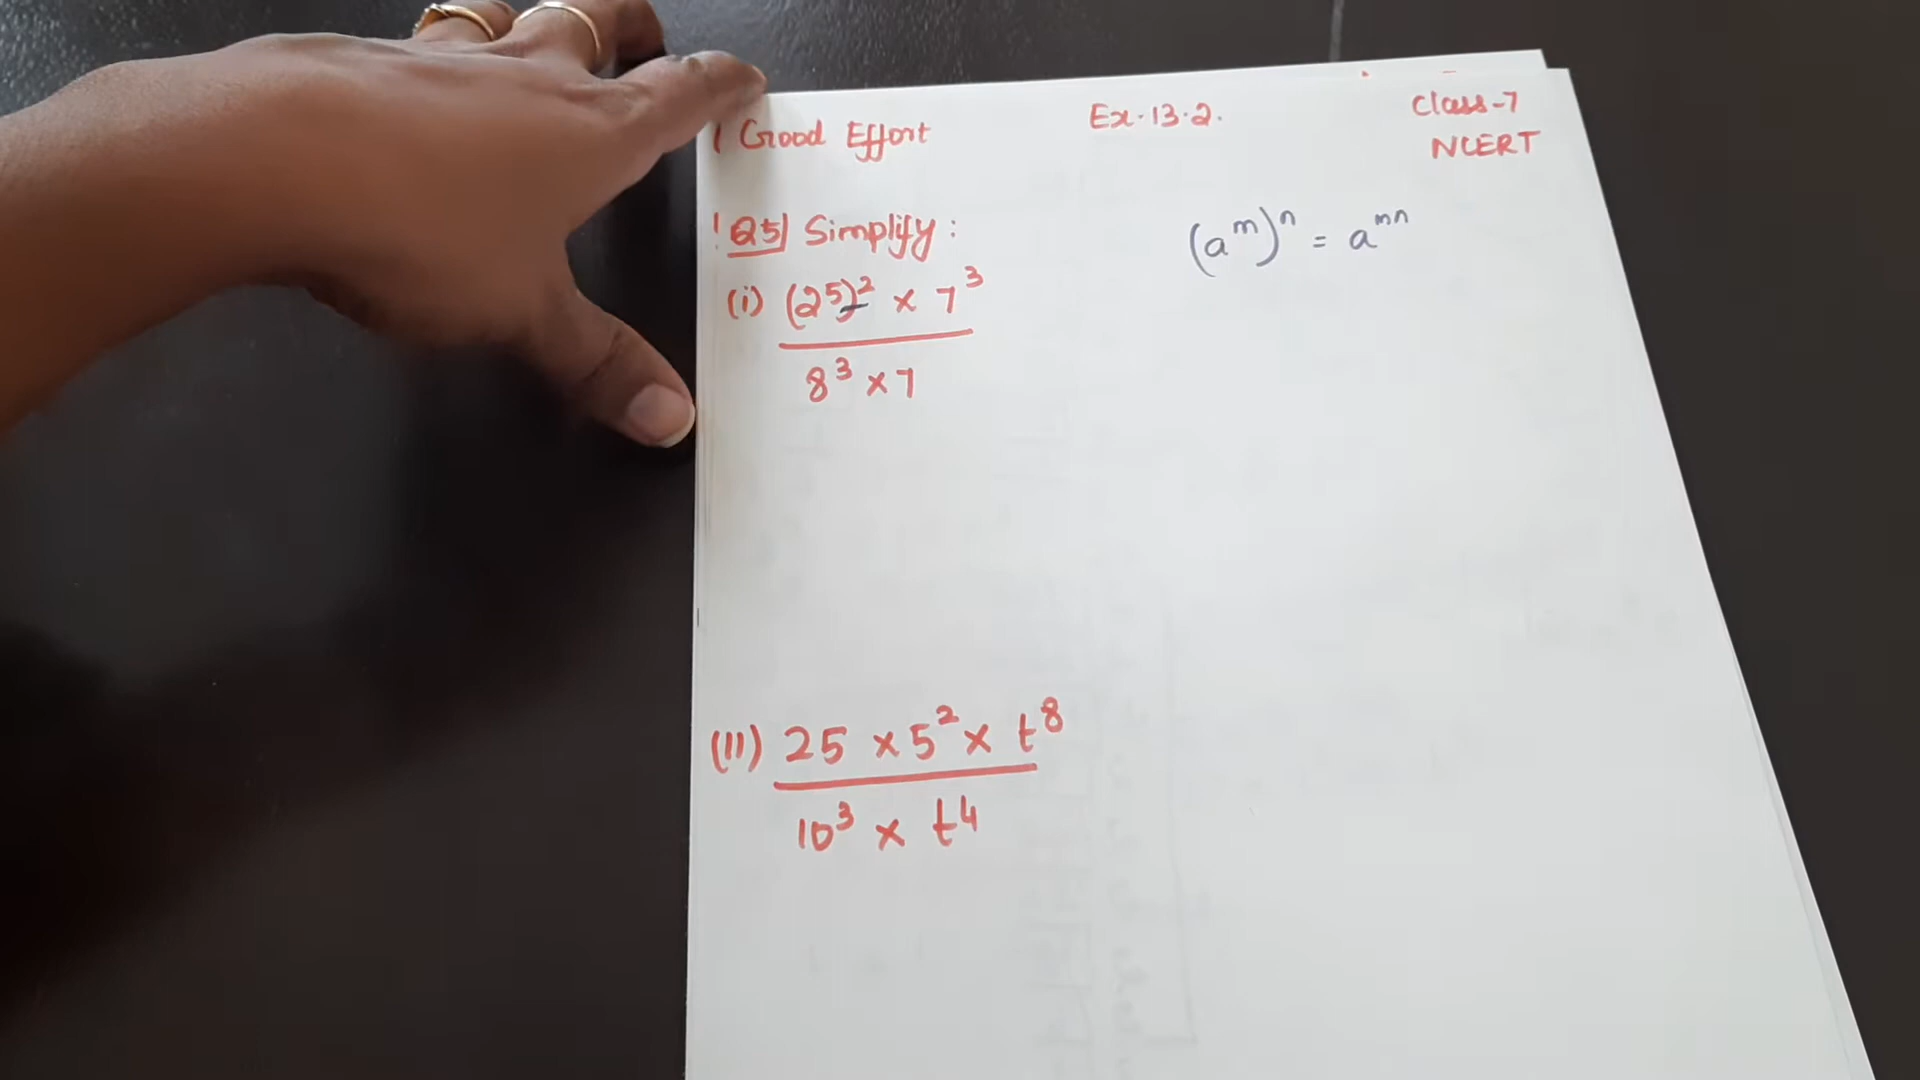 Good Effort Ex. 13.2. Class-7
NCERT
Q5) Simplify : (a^m)^n = a^mn
(i) (2^5)^2 × 7^3
8^3 × 7
(II) 25 × 5^2 × t^8
10^3 × t^4